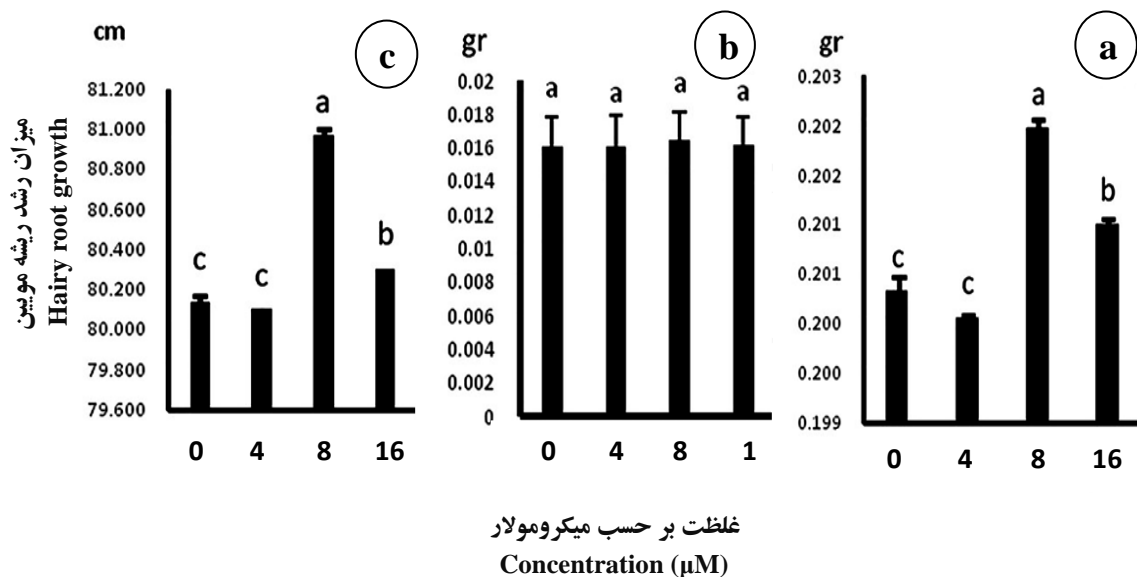 cm
c
81.200
81.000
80.800
80.600
80.400
80.200
80.000
79.800
79.600
c
c
a
b
0 4 8 16
gr
b
0.02
0.018
0.016
0.014
0.012
0.01
0.008
0.006
0.004
0.002
0
a a a a
0 4 8 1
gr
a
0.203
0.202
0.202
0.201
0.201
0.200
0.200
0.199
c
c
a
b
0 4 8 16
میزان رشد ریشه مویین
Hairy root growth
غلظت بر حسب میکرومولار
Concentration (µM)